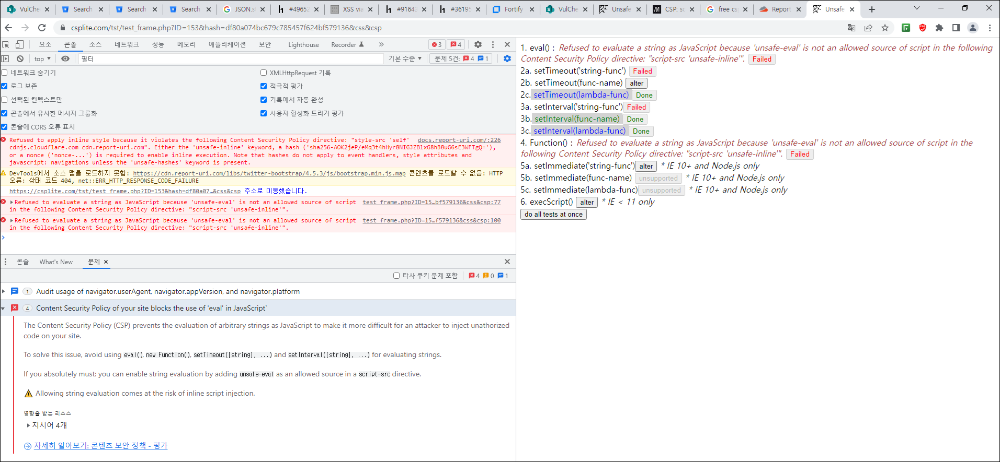 VulChe
Search
Search
Search
JSON.s
#49652
XSS via
#91643
#36195
Fortify
VulChe
Unsafe
CSP: sc
free csp
Report
Unsafe
csplite.com/tst/test_frame.php?ID=153&hash=df80a074bc679c785457f624bf579136&css&csp
요소 콘솔 소스 네트워크 성능 메모리 애플리케이션 보안 Lighthouse Recorder » 3 4
top ▼ 필터 기본 수준 ▼ 문제 5건: 4 1
네트워크 숨기기
XMLHttpRequest 기록
로그 보존
적극적 평가
선택된 컨텍스트만
기록에서 자동 완성
콘솔에서 유사한 메시지 그룹화
사용자 활성화 트리거 평가
콘솔에 CORS 오류 표시
Refused to apply inline style because it violates the following Content Security Policy directive: "style-src 'self' docs.report-uri.com/:226
cdnjs.cloudflare.com cdn.report-uri.com". Either the 'unsafe-inline' keyword, a hash ('sha256-AOK2jeP/eMq3t4hHyr8NIGJZBlxG8hB8uG6sE3WFTgQ='),
or a nonce ('nonce-...') is required to enable inline execution. Note that hashes do not apply to event handlers, style attributes and
javascript: navigations unless the 'unsafe-hashes' keyword is present.
DevTools에서 소스 맵을 로드하지 못함: https://cdn.report-uri.com/libs/twitter-bootstrap/4.5.3/js/bootstrap.min.js.map 콘텐츠를 로드할 수 없음: HTTP
오류: 상태 코드 404, net::ERR_HTTP_RESPONSE_CODE_FAILURE
https://csplite.com/tst/test_frame.php?ID=153&hash=df80a07…&css&csp 주소로 이동했습니다.
Refused to evaluate a string as JavaScript because 'unsafe-eval' is not an allowed source of script test_frame.php?ID=15…bf579136&css&csp:77
in the following Content Security Policy directive: "script-src 'unsafe-inline'".
Refused to evaluate a string as JavaScript because 'unsafe-eval' is not an allowed source of script test_frame.php?ID=15…f579136&css&csp:100
in the following Content Security Policy directive: "script-src 'unsafe-inline'".
콘솔 What's New 문제
타사 쿠키 문제 포함 4 0 1
1 Audit usage of navigator.userAgent, navigator.appVersion, and navigator.platform
4 Content Security Policy of your site blocks the use of 'eval' in JavaScript`
The Content Security Policy (CSP) prevents the evaluation of arbitrary strings as JavaScript to make it more difficult for an attacker to inject unathorized
code on your site.
To solve this issue, avoid using eval(), new Function(), setTimeout([string], ...) and setInterval([string], ...) for evaluating strings.
If you absolutely must: you can enable string evaluation by adding unsafe-eval as an allowed source in a script-src directive.
Allowing string evaluation comes at the risk of inline script injection.
영향을 받는 리소스
지시어 4개
자세히 알아보기: 콘텐츠 보안 정책 - 평가
1. eval() : Refused to evaluate a string as JavaScript because 'unsafe-eval' is not an allowed source of script in the following
Content Security Policy directive: "script-src 'unsafe-inline'". Failed
2a. setTimeout('string-func') Failed
2b. setTimeout(func-name) alter
2c. setTimeout(lambda-func) Done
3a. setInterval('string-func') Failed
3b. setInterval(func-name) Done
3c. setInterval(lambda-func) Done
4. Function() : Refused to evaluate a string as JavaScript because 'unsafe-eval' is not an allowed source of script in the
following Content Security Policy directive: "script-src 'unsafe-inline'". Failed
5a. setImmediate('string-func') alter * IE 10+ and Node.js only
5b. setImmediate(func-name) unsupported * IE 10+ and Node.js only
5c. setImmediate(lambda-func) unsupported * IE 10+ and Node.js only
6. execScript() alter * IE < 11 only
do all tests at once